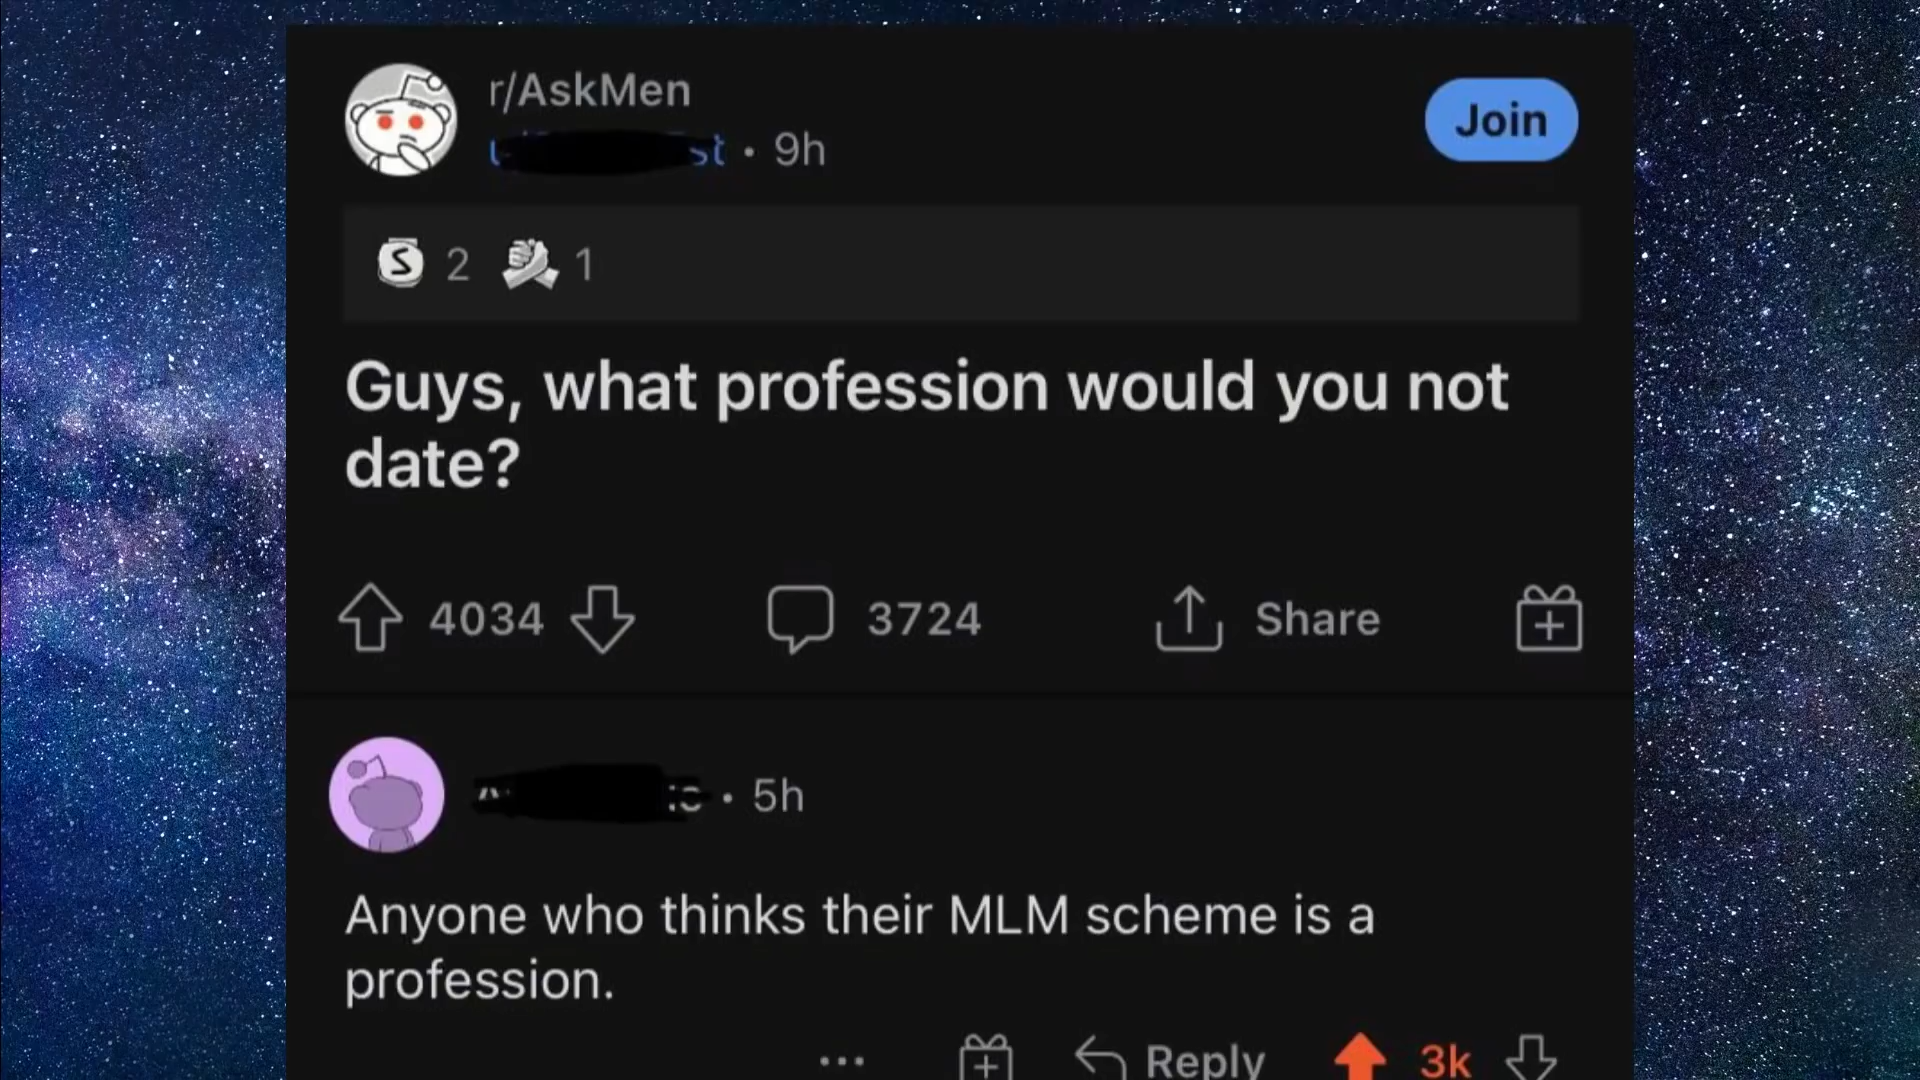 r/AskMen
• 9h
Join
2 1
Guys, what profession would you not
date?
4034 3724 Share
• 5h
Anyone who thinks their MLM scheme is a
profession.
... Reply 3k